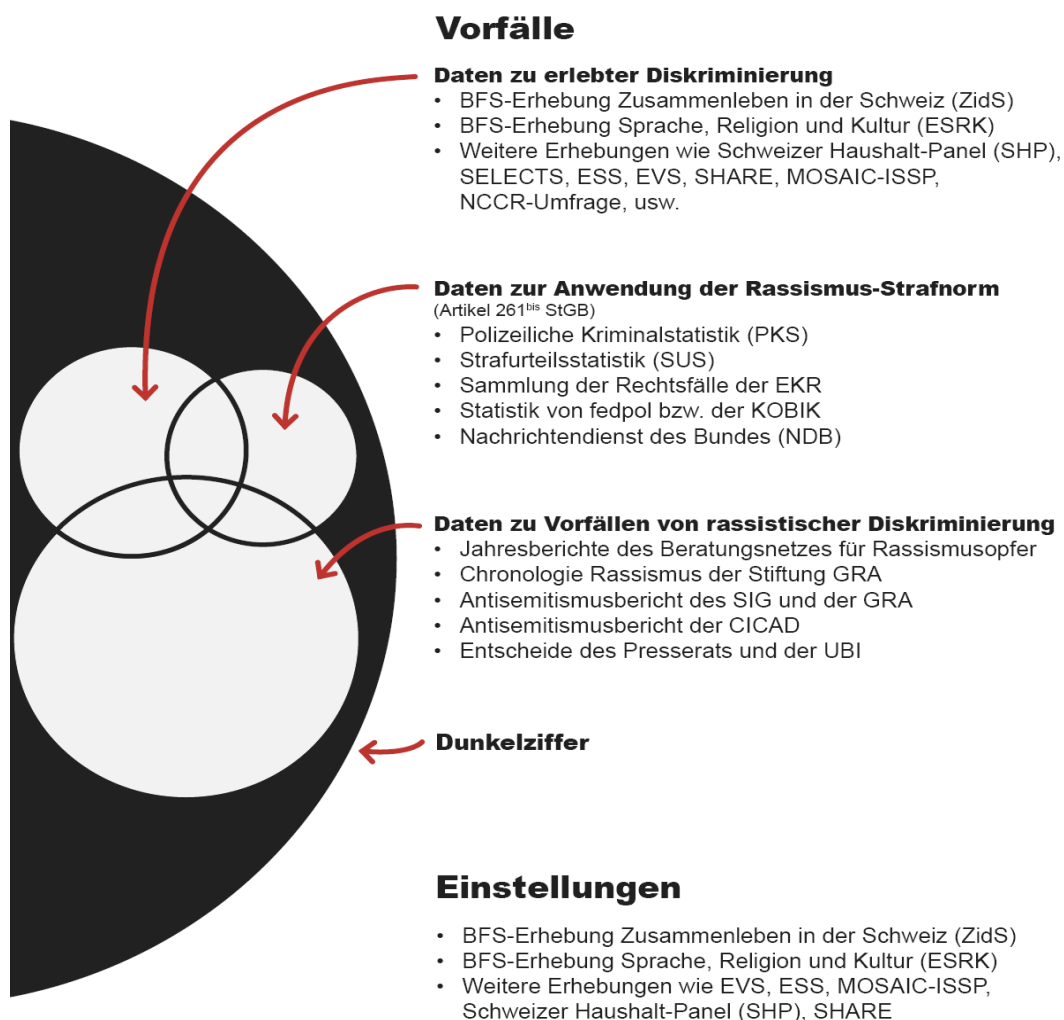 Vorfälle
Daten zu erlebter Diskriminierung
• BFS-Erhebung Zusammenleben in der Schweiz (ZidS)
• BFS-Erhebung Sprache, Religion und Kultur (ESRK)
• Weitere Erhebungen wie Schweizer Haushalt-Panel (SHP),
SELECTS, ESS, EVS, SHARE, MOSAIC-ISSP,
NCCR-Umfrage, usw.
Daten zur Anwendung der Rassismus-Strafnorm
(Artikel 261bis StGB)
• Polizeiliche Kriminalstatistik (PKS)
• Strafurteilsstatistik (SUS)
• Sammlung der Rechtsfälle der EKR
• Statistik von fedpol bzw. der KOBIK
• Nachrichtendienst des Bundes (NDB)
Daten zu Vorfällen von rassistischer Diskriminierung
• Jahresberichte des Beratungsnetzes für Rassismusopfer
• Chronologie Rassismus der Stiftung GRA
• Antisemitismusbericht des SIG und der GRA
• Antisemitismusbericht der CICAD
• Entscheide des Presserats und der UBI
Dunkelziffer
Einstellungen
• BFS-Erhebung Zusammenleben in der Schweiz (ZidS)
• BFS-Erhebung Sprache, Religion und Kultur (ESRK)
• Weitere Erhebungen wie EVS, ESS, MOSAIC-ISSP,
Schweizer Haushalt-Panel (SHP), SHARE